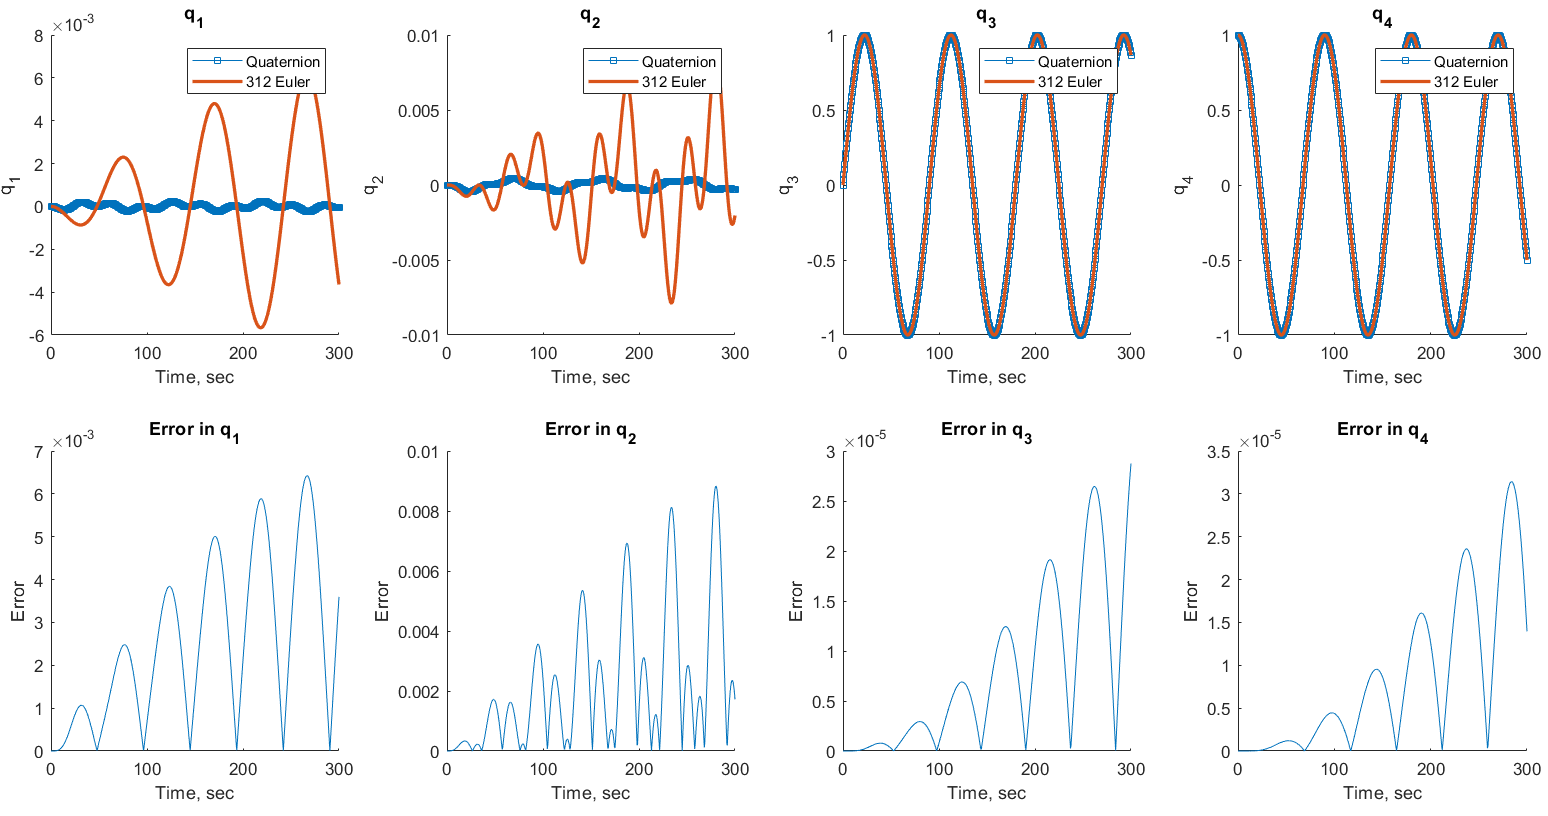 q1
×10-3
8
6
4
2
0
-2
-4
-6
0
100
200
300
q1
Time, sec
Quaternion
312 Euler
q2
0.01
0.005
0
-0.005
-0.01
0
100
200
300
q2
Time, sec
Quaternion
312 Euler
q3
1
0.5
0
-0.5
-1
0
100
200
300
q3
Time, sec
Quaternion
312 Euler
q4
1
0.5
0
-0.5
-1
0
100
200
300
q4
Time, sec
Quaternion
312 Euler
Error in q1
×10-3
7
6
5
4
3
2
1
0
0
100
200
300
Error
Time, sec
Error in q2
0.01
0.008
0.006
0.004
0.002
0
0
100
200
300
Error
Time, sec
Error in q3
×10-5
3
2.5
2
1.5
1
0.5
0
0
100
200
300
Error
Time, sec
Error in q4
×10-5
3.5
3
2.5
2
1.5
1
0.5
0
0
100
200
300
Error
Time, sec